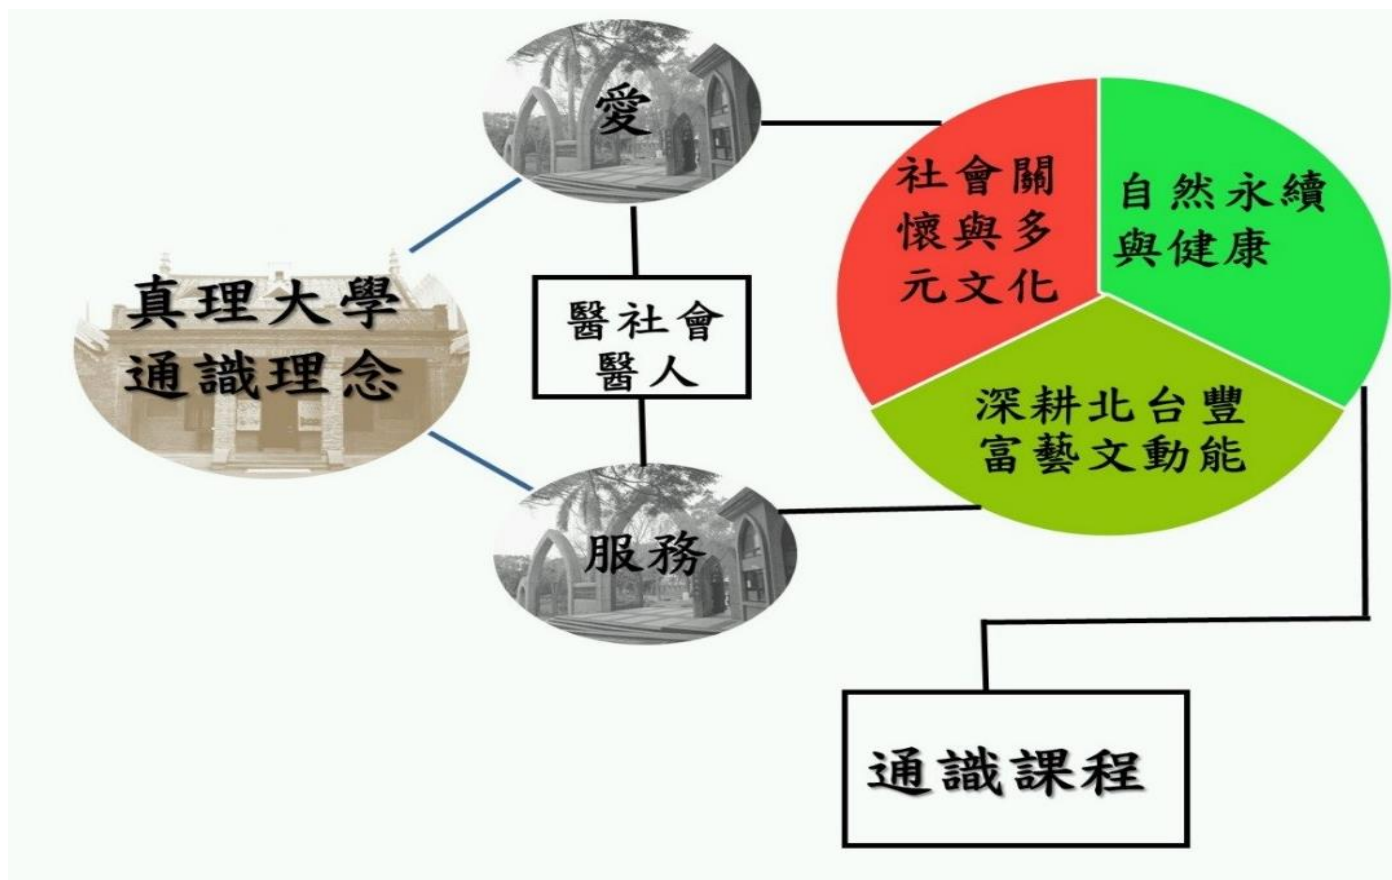 愛
真理大學
通識理念
醫社會
醫人
服務
社會關
懷與多
元文化
自然永續
與健康
深耕北台豐
富藝文動能
通識課程